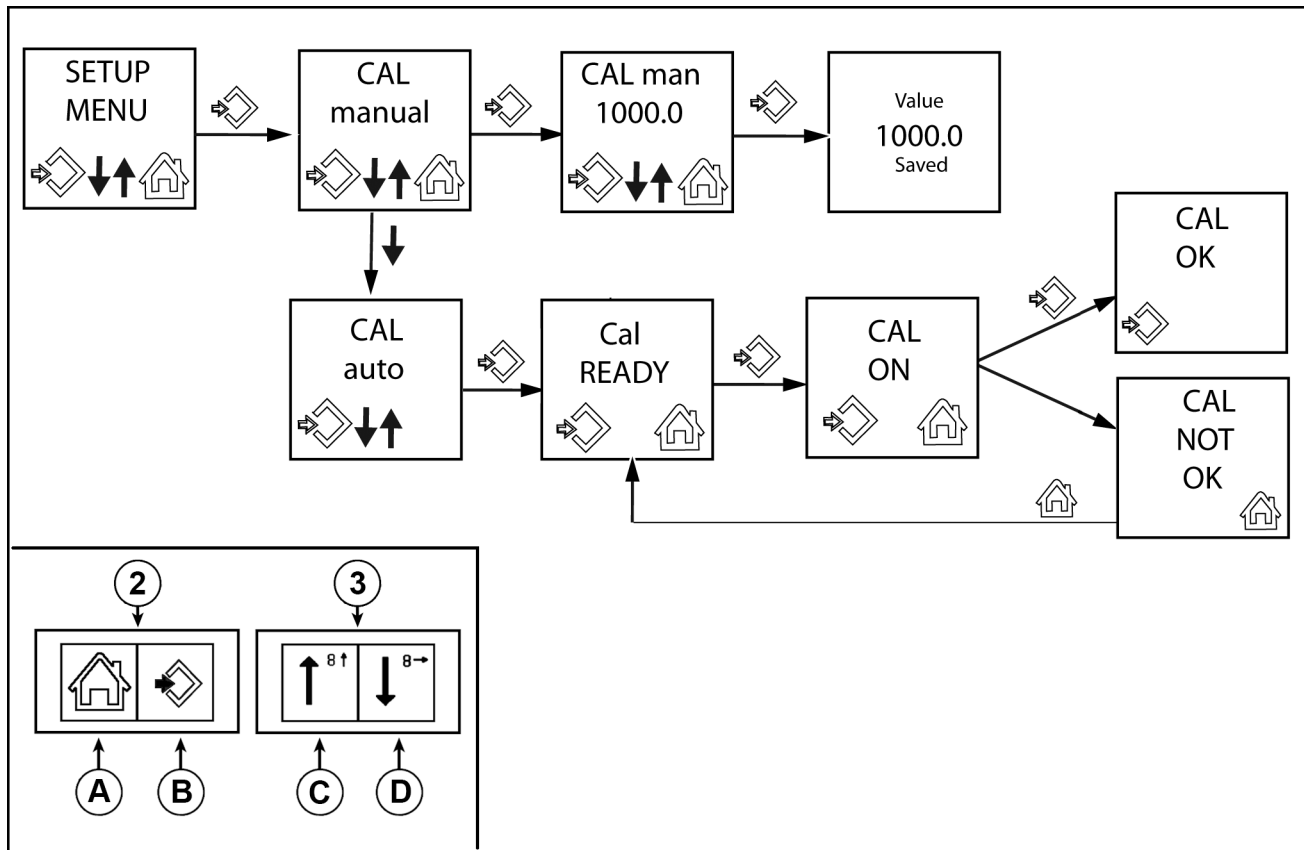 SETUP
MENU
CAL
manual
CAL man
1000.0
Value
1000.0
Saved
CAL
auto
Cal
READY
CAL
ON
CAL
OK
CAL
NOT
OK
2
3
8↑
8→
A
B
C
D